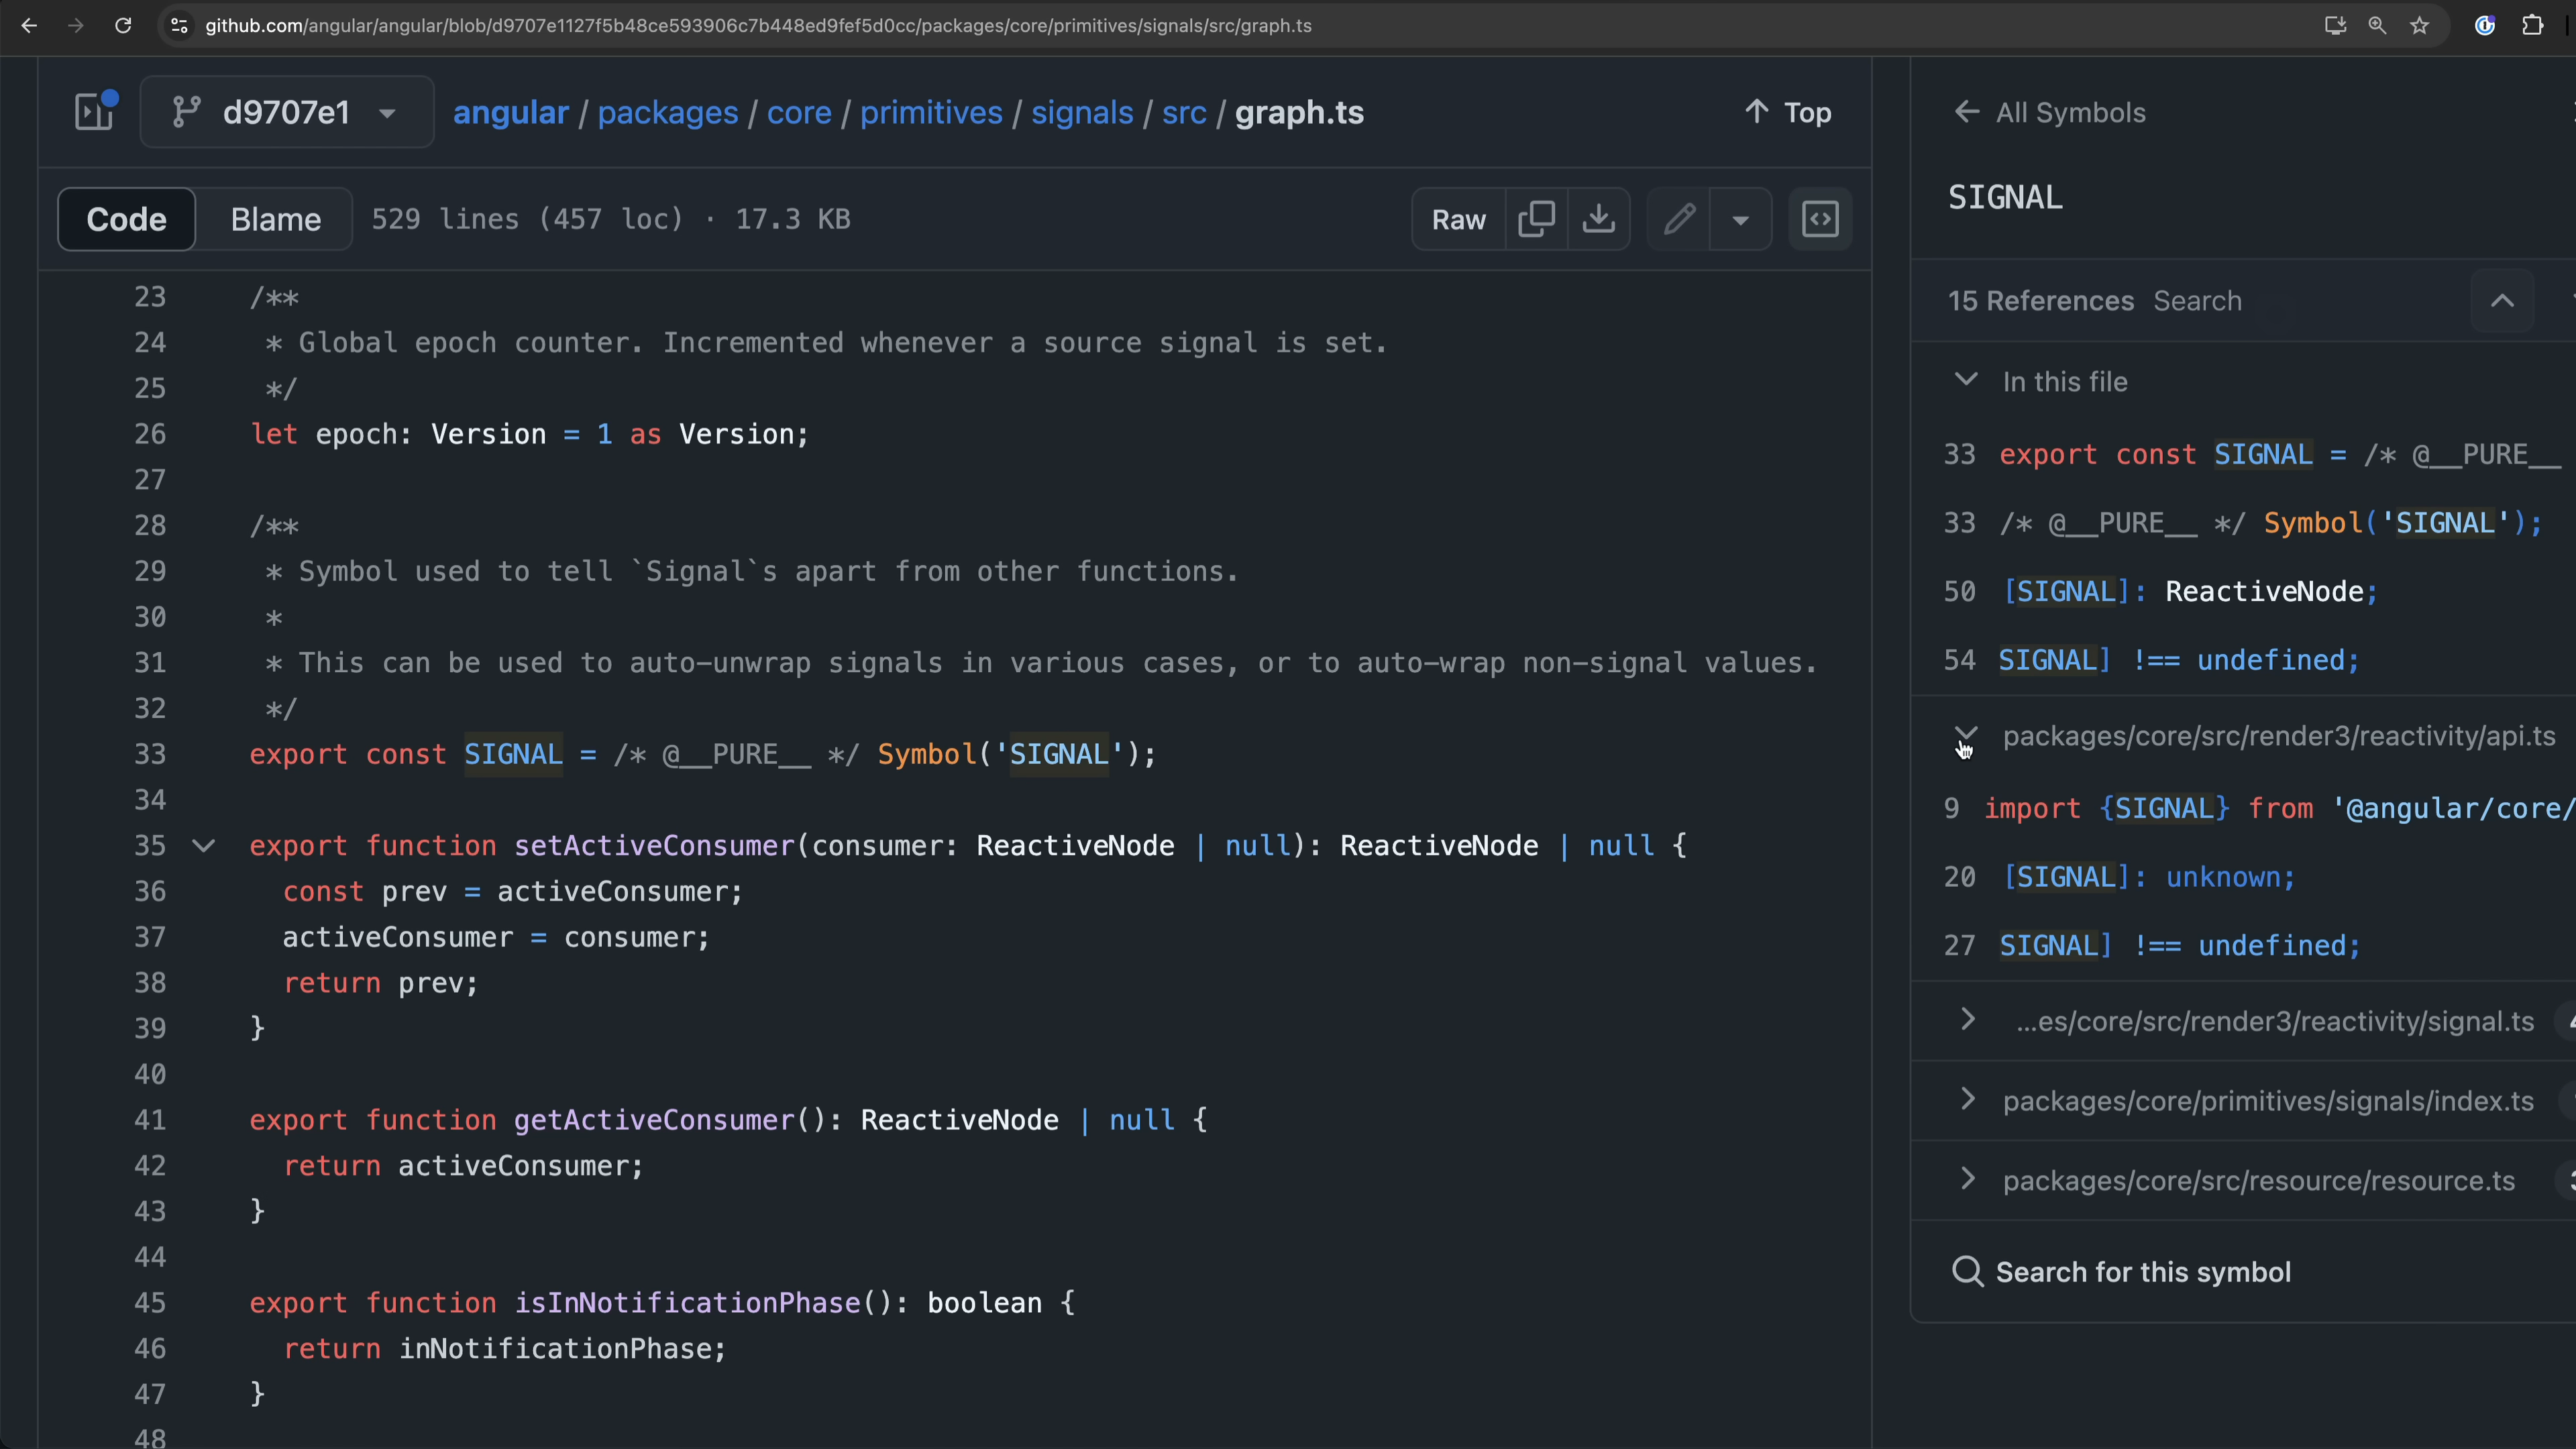 github.com/angular/angular/blob/d9707e1127f5b48ce593906c7b448ed9fef5d0cc/packages/core/primitives/signals/src/graph.ts
d9707e1
angular / packages / core / primitives / signals / src / graph.ts
Top
Code Blame 529 lines (457 loc) · 17.3 KB
Raw
23 /**
24 * Global epoch counter. Incremented whenever a source signal is set.
25 */
26 let epoch: Version = 1 as Version;
27
28 /**
29 * Symbol used to tell `Signal`s apart from other functions.
30 *
31 * This can be used to auto-unwrap signals in various cases, or to auto-wrap non-signal values.
32 */
33 export const SIGNAL = /* @__PURE__ */ Symbol('SIGNAL');
34
35 export function setActiveConsumer(consumer: ReactiveNode | null): ReactiveNode | null {
36 const prev = activeConsumer;
37 activeConsumer = consumer;
38 return prev;
39 }
40
41 export function getActiveConsumer(): ReactiveNode | null {
42 return activeConsumer;
43 }
44
45 export function isInNotificationPhase(): boolean {
46 return inNotificationPhase;
47 }
48
All Symbols
SIGNAL
15 References Search
In this file
33 export const SIGNAL = /* @__PURE__
33 /* @__PURE__ */ Symbol('SIGNAL');
50 [SIGNAL]: ReactiveNode;
54 SIGNAL] !== undefined;
packages/core/src/render3/reactivity/api.ts
9 import {SIGNAL} from '@angular/core/
20 [SIGNAL]: unknown;
27 SIGNAL] !== undefined;
...es/core/src/render3/reactivity/signal.ts
packages/core/primitives/signals/index.ts
packages/core/src/resource/resource.ts
Search for this symbol